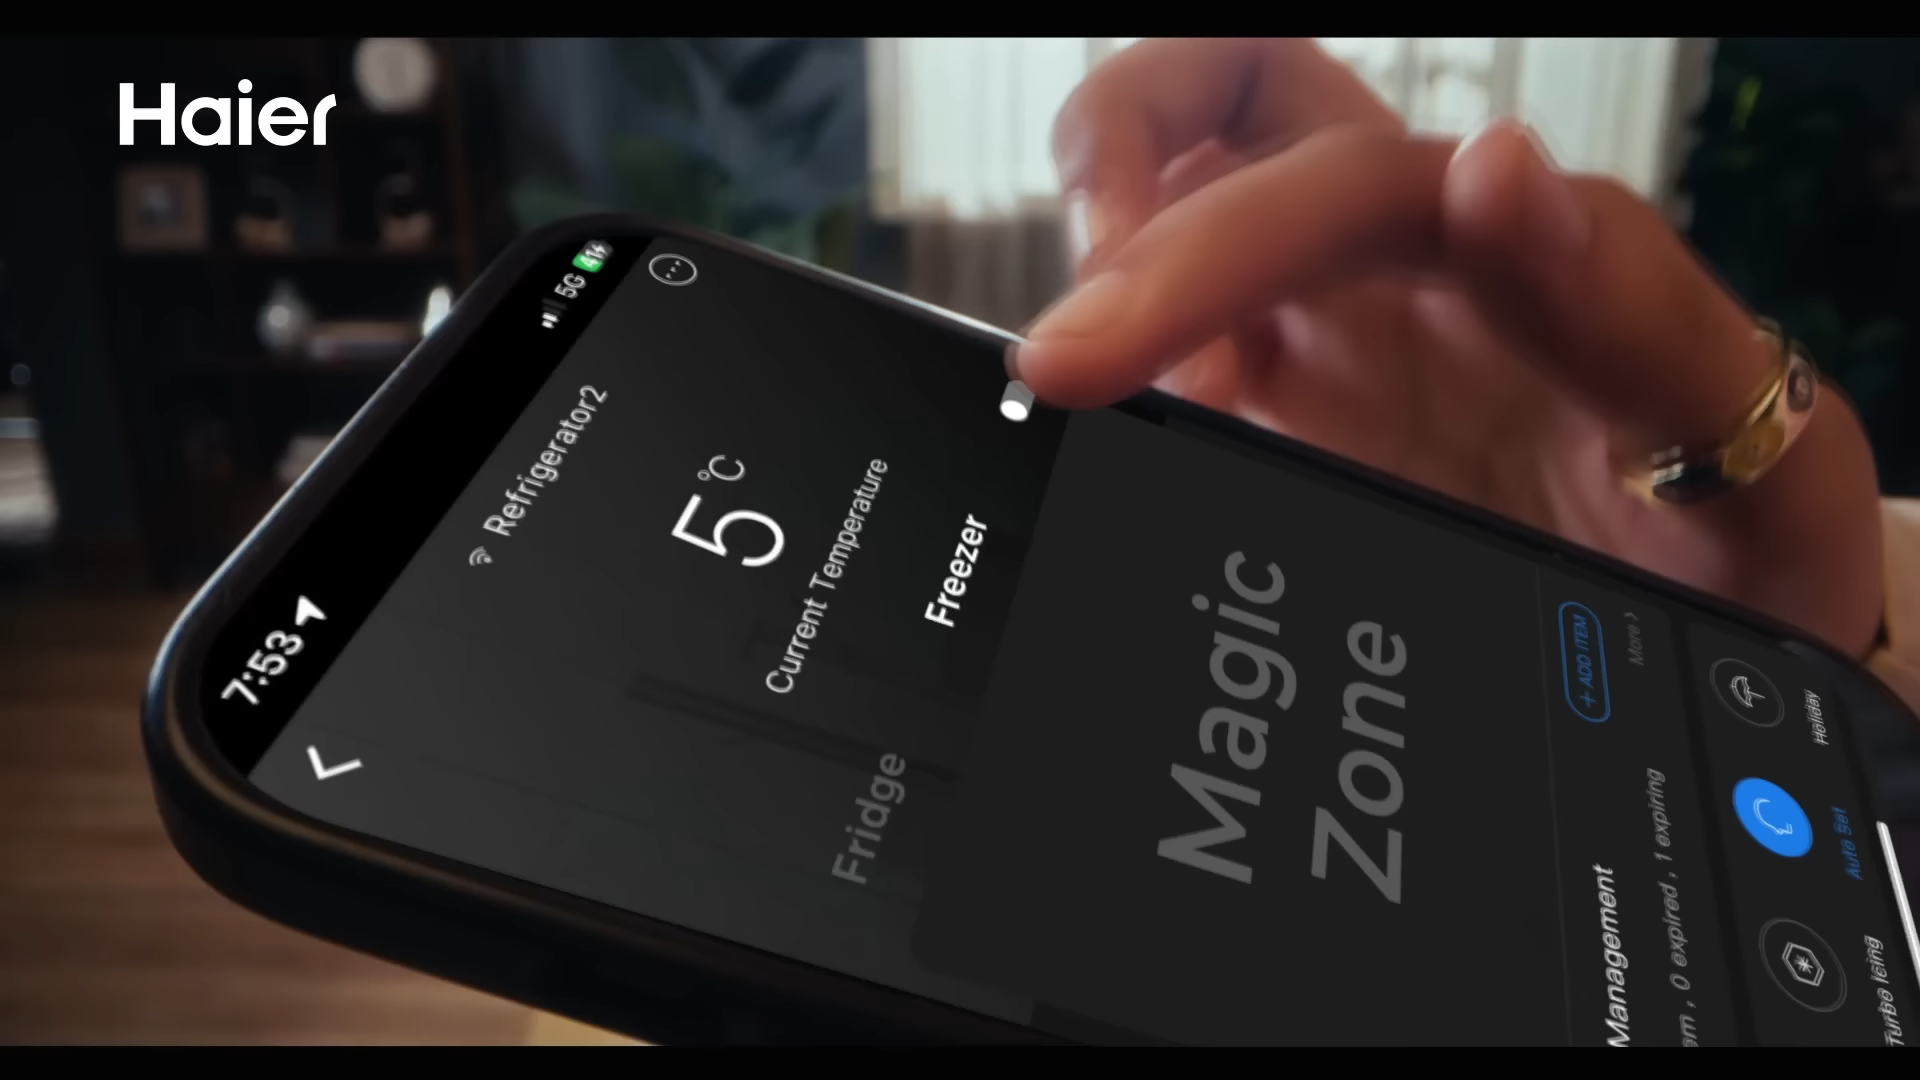 Haier
7:53
5G 41
Refrigerator2
5°C
Current Temperature
Fridge
Freezer
Magic
Zone
Management
+ ADD ITEM
, 0 expired , 1 expiring
More >
Turbo Icing
Auto Set
Holiday